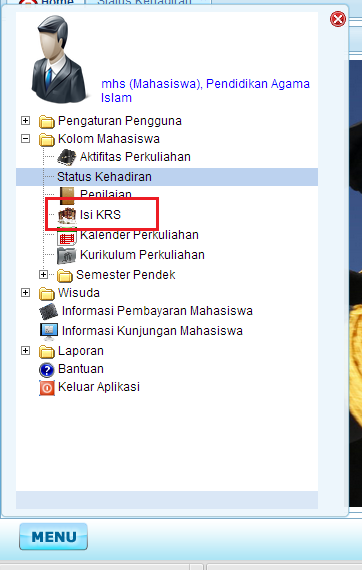 Home Status Kehadiran
mhs (Mahasiswa), Pendidikan Agama
Islam
Pengaturan Pengguna
Kolom Mahasiswa
Aktifitas Perkuliahan
Status Kehadiran
Penilaian
Isi KRS
Kalender Perkuliahan
Kurikulum Perkuliahan
Semester Pendek
Wisuda
Informasi Pembayaran Mahasiswa
Informasi Kunjungan Mahasiswa
Laporan
Bantuan
Keluar Aplikasi
MENU